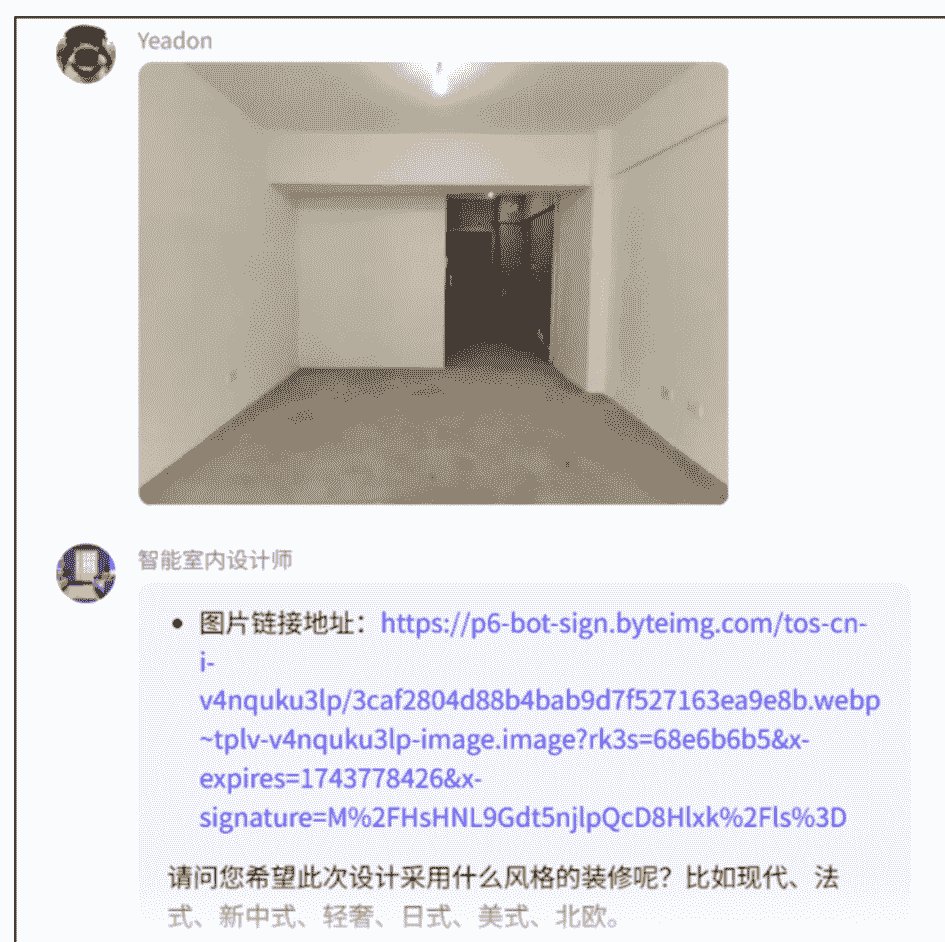 Yeadon
智能室内设计师
• 图片链接地址：https://p6-bot-sign.byteimg.com/tos-cn-
i-
v4nquku3lp/3caf2804d88b4bab9d7f527163ea9e8b.webp
~tplv-v4nquku3lp-image.image?rk3s=68e6b6b5&x-
expires=1743778426&x-
signature=M%2FHsHNL9Gdt5njlpQcD8Hlxk%2Fls%3D
请问您希望此次设计采用什么风格的装修呢？比如现代、法
式、新中式、轻奢、日式、美式、北欧。